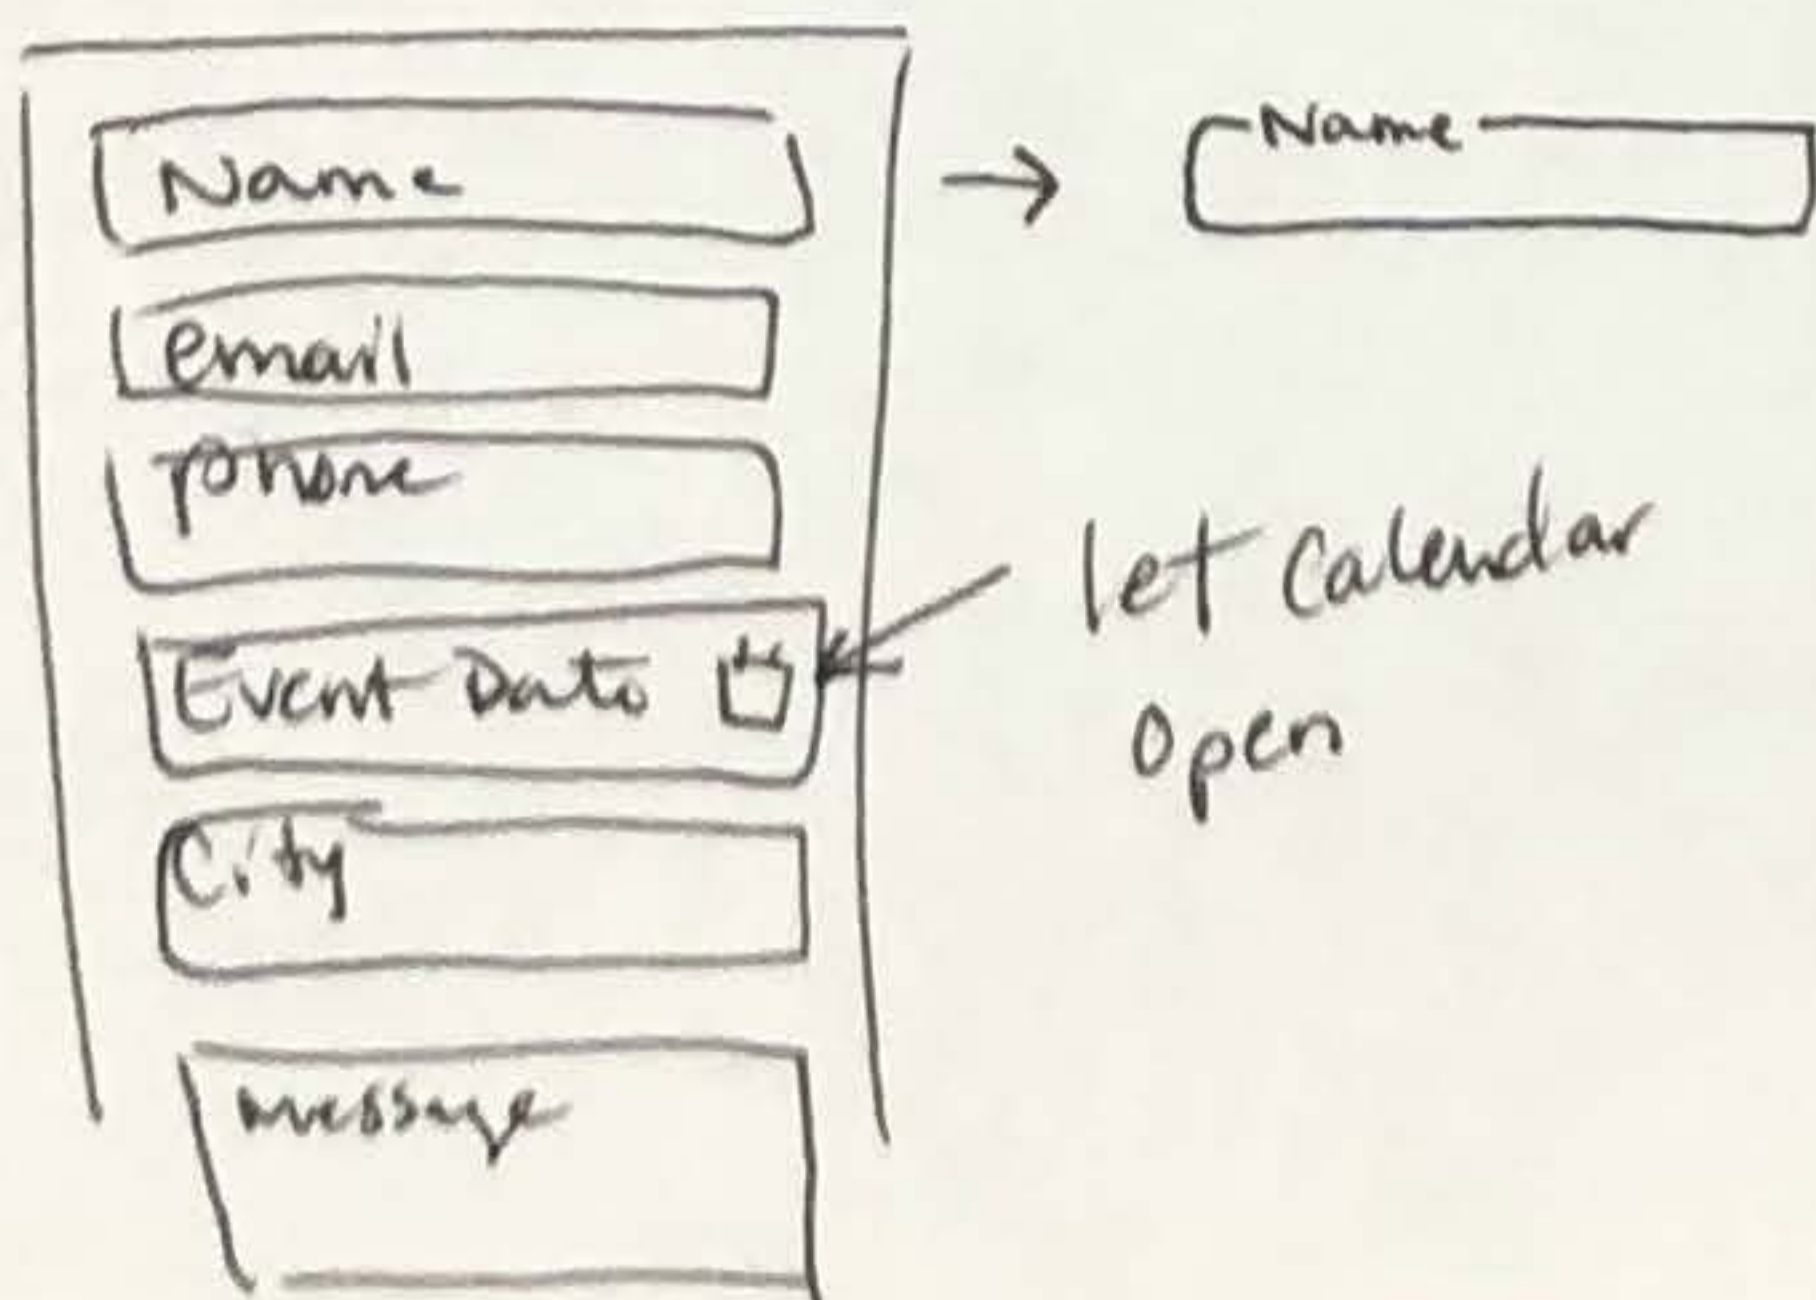 Name
Name
email
phone
Event Date
let Calendar
Open
City
message